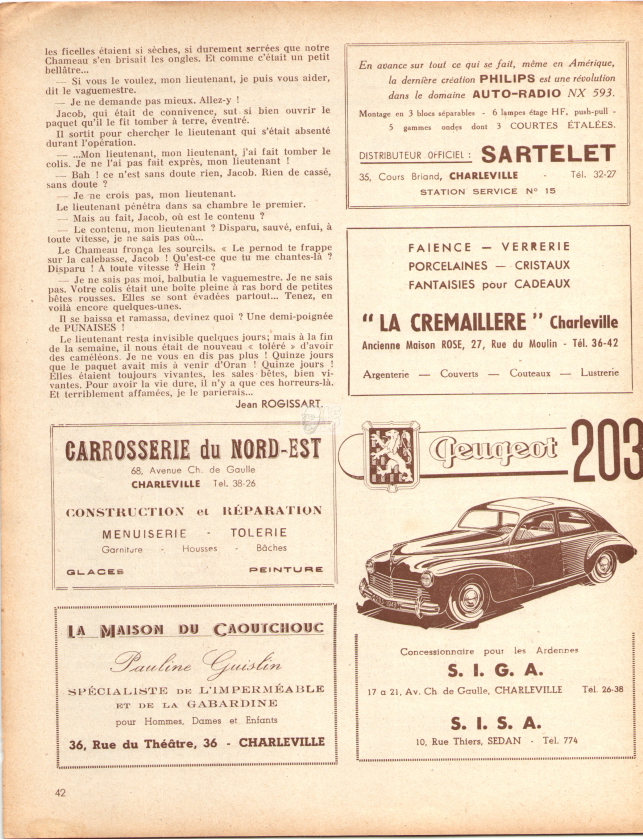 les ficelles étaient si sèches, si durement serrées que notre
Chameau s'en brisait les ongles. Et comme c'était un petit
bellâtre...
— Si vous le voulez, mon lieutenant, je puis vous aider,
dit le vaguemestre.
— Je ne demande pas mieux. Allez-y !
Jacob, qui était de connivence, sut si bien ouvrir le
paquet qu'il le fit tomber à terre, éventré.
Il sortit pour chercher le lieutenant qui s'était absenté
durant l'opération.
— ...Mon lieutenant, mon lieutenant, j'ai fait tomber le
colis. Je ne l'ai pas fait exprès, mon lieutenant !
— Bah ! ce n'est sans doute rien, Jacob. Rien de cassé,
sans doute ?
— Je ne crois pas, mon lieutenant.
Le lieutenant pénétra dans sa chambre le premier.
— Mais au fait, Jacob, où est le contenu ?
— Le contenu, mon lieutenant ? Disparu, sauvé, enfui, à
toute vitesse, je ne sais pas où...
Le Chameau fronça les sourcils. « Le pernod te frappe
sur la calebasse, Jacob ! Qu'est-ce que tu me chantes-là ?
Disparu ! A toute vitesse ? Hein ?
— Je ne sais pas moi, balbutia le vaguemestre. Je ne sais
pas. Votre colis était une boîte pleine à ras bord de petites
bêtes rousses. Elles se sont évadées partout... Tenez, en
voilà encore quelques-unes.
Il se baissa et ramassa, devinez quoi ? Une demi-poignée
de PUNAISES !
Le lieutenant resta invisible quelques jours; mais à la fin
de la semaine, il nous était de nouveau « toléré » d'avoir
des caméléons. Je ne vous en dis pas plus ! Quinze jours
que le paquet avait mis à venir d'Oran ! Quinze jours !
Elles étaient toujours vivantes, les sales bêtes, bien vi-
vantes. Pour avoir la vie dure, il n'y a que ces horreurs-là.
Et terriblement affamées, je le parierais...
Jean ROGISSART.
CARROSSERIE du NORD-EST
68, Avenue Ch. de Gaulle
CHARLEVILLE Tel. 38-26
CONSTRUCTION et RÉPARATION
MENUISERIE - TOLERIE
Garniture - Housses - Bâches
GLACES PEINTURE
LA MAISON DU CAOUTCHOUC
Pauline Guislin
SPÉCIALISTE DE L'IMPERMÉABLE
ET DE LA GABARDINE
pour Hommes, Dames et Enfants
36, Rue du Théâtre, 36 - CHARLEVILLE
En avance sur tout ce qui se fait, même en Amérique,
la dernière création PHILIPS est une révolution
dans le domaine AUTO-RADIO NX 593.
Montage en 3 blocs séparables - 6 lampes étage HF, push-pull -
5 gammes ondes dont 3 COURTES ÉTALÉES.
DISTRIBUTEUR OFFICIEL : SARTELET
35, Cours Briand, CHARLEVILLE - Tél. 32-27
STATION SERVICE N° 15
FAIENCE — VERRERIE
PORCELAINES — CRISTAUX
FANTAISIES pour CADEAUX
" LA CREMAILLERE " Charleville
Ancienne Maison ROSE, 27, Rue du Moulin - Tél. 36-42
Argenterie — Couverts — Couteaux — Lustrerie
Peugeot 203
Concessionnaire pour les Ardennes
S. I. G. A.
17 a 21, Av. Ch. de Gaulle, CHARLEVILLE Tél. 26-38
S. I. S. A.
10, Rue Thiers, SEDAN - Tel. 774
42